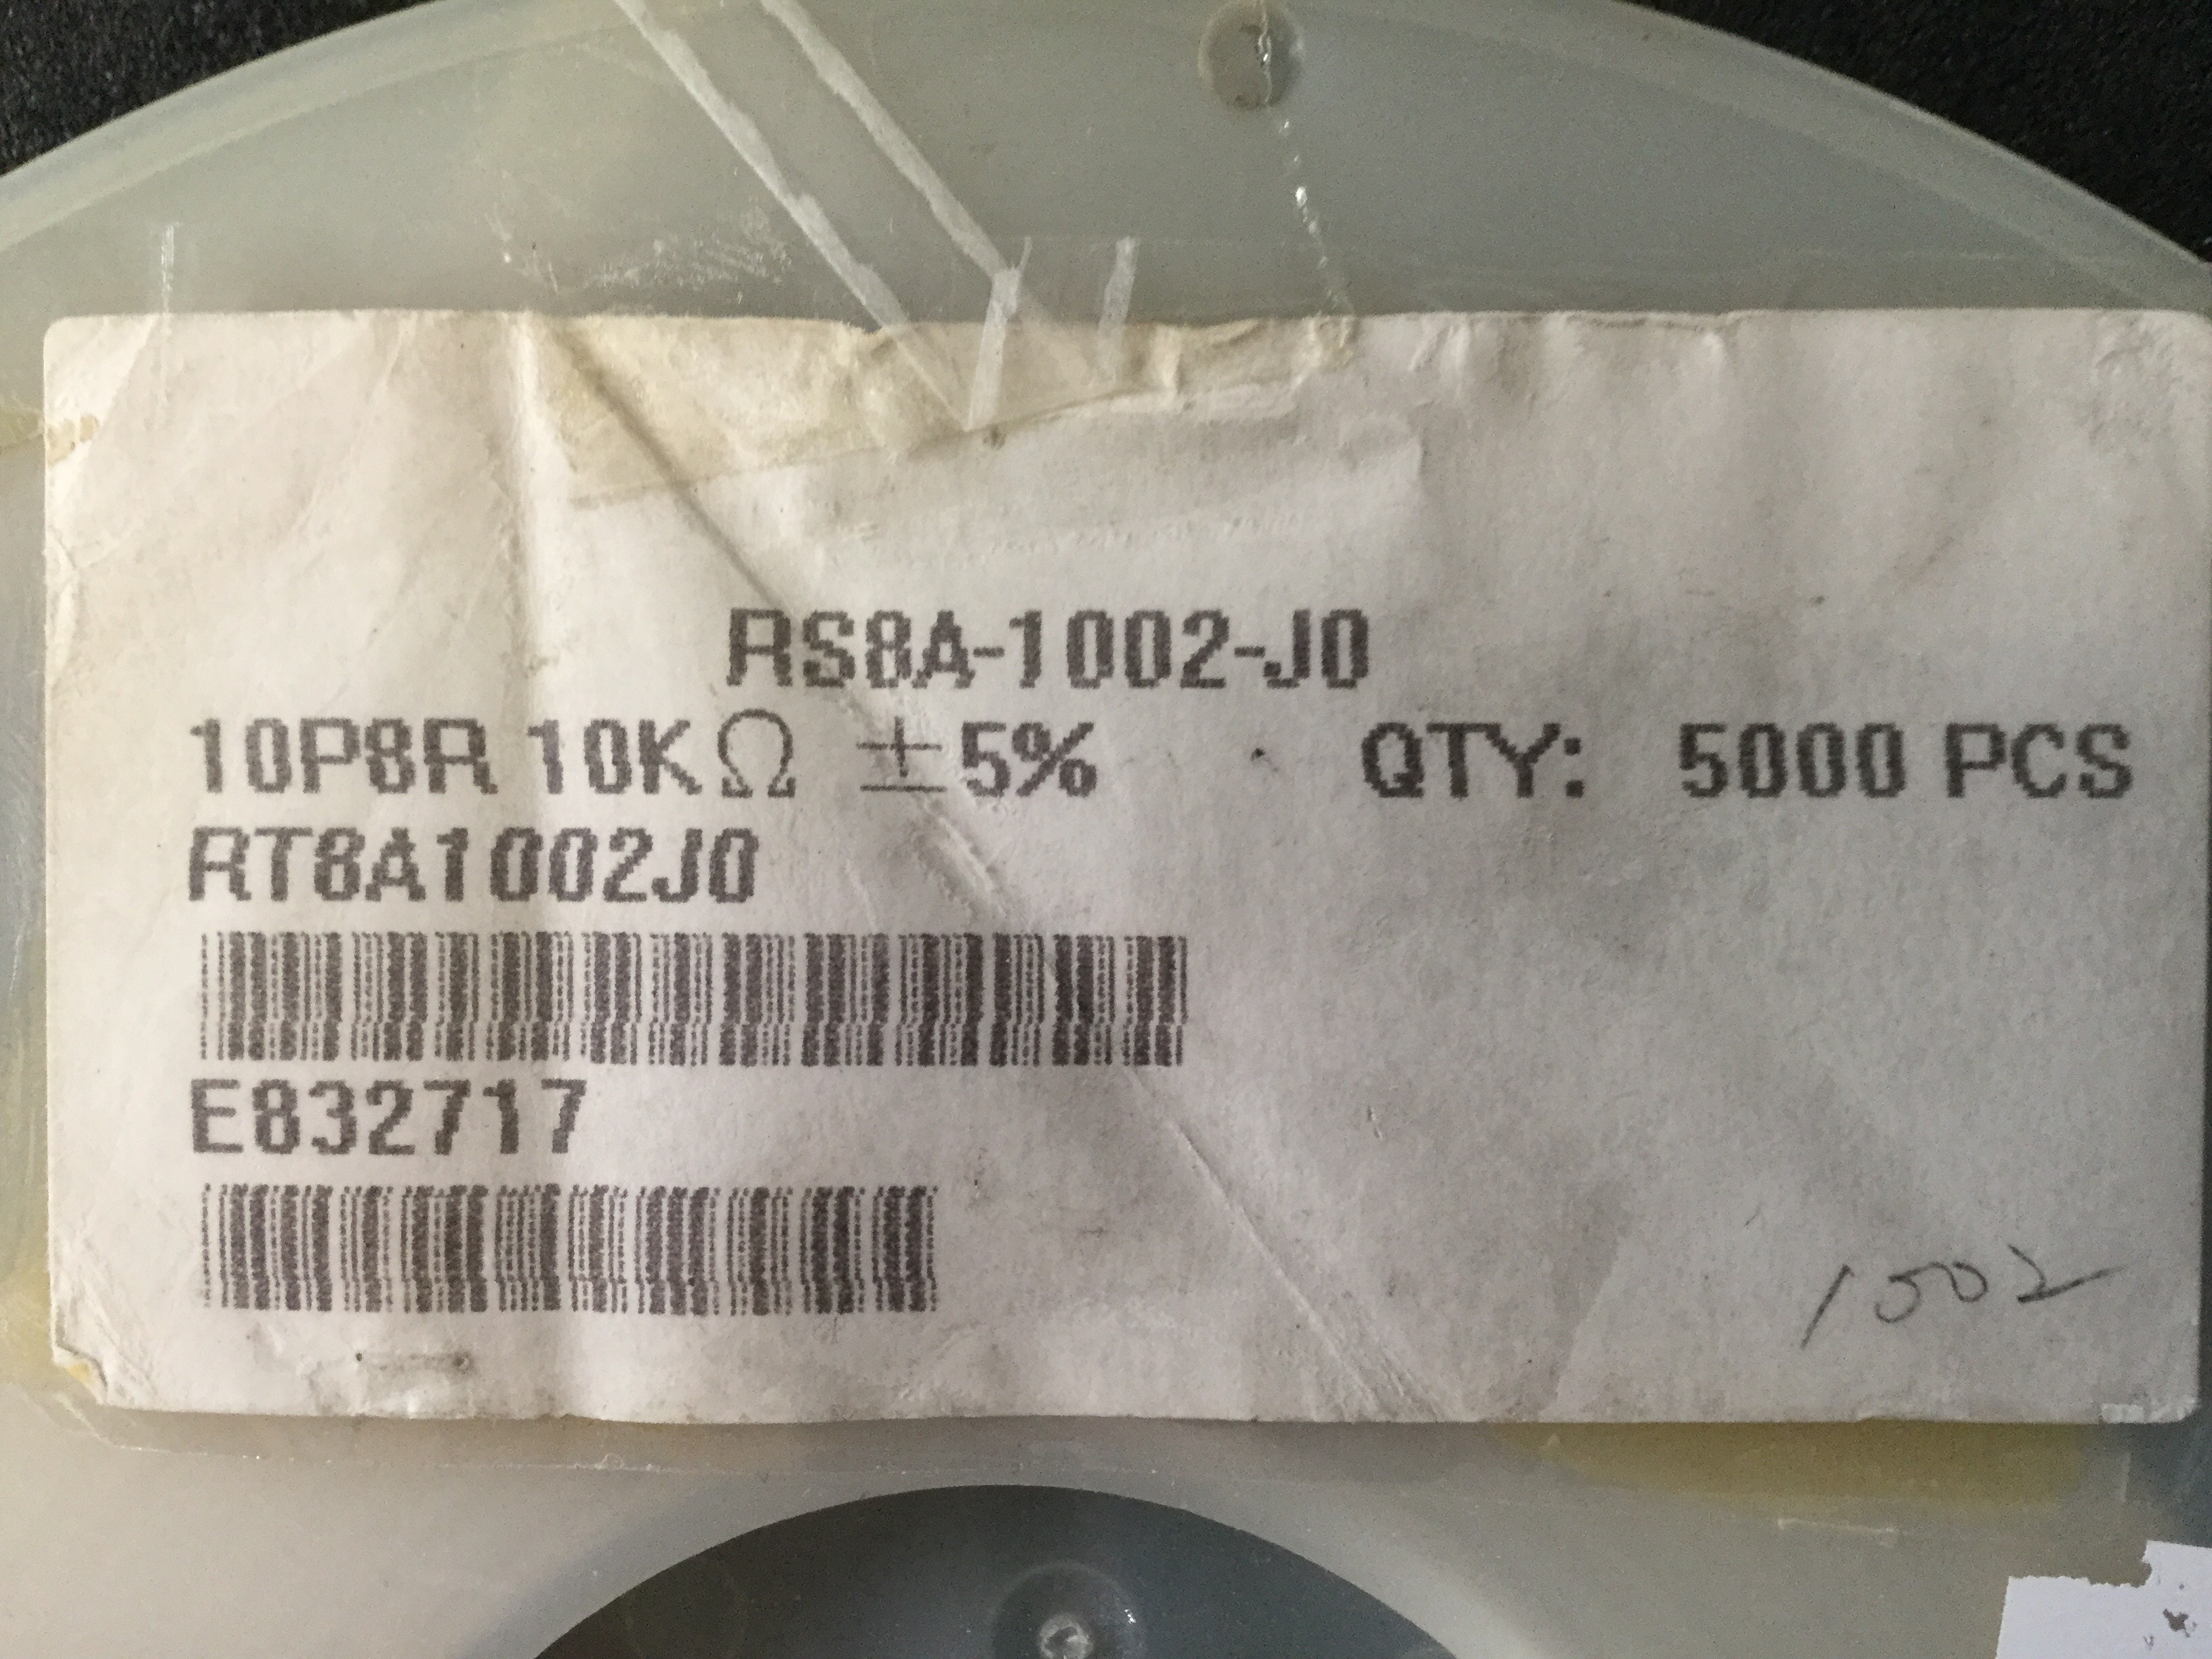 RS8A-1002-J0
10P8R 10KΩ ±5% QTY: 5000 PCS
RT8A1002J0
E832717
1002